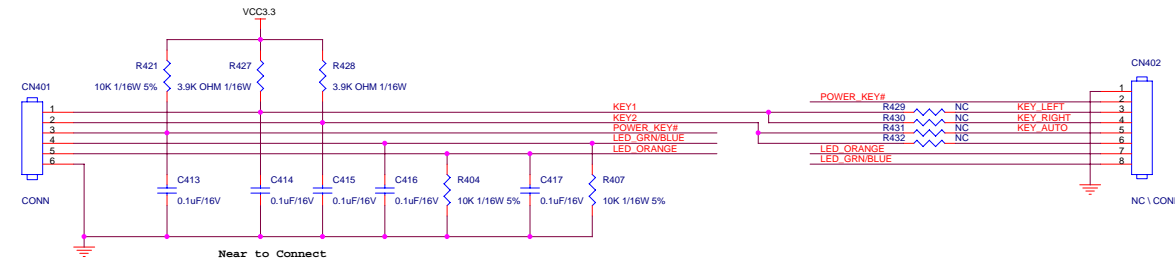 VCC3.3
CN401
R421
10K 1/16W 5%
R427
3.9K OHM 1/16W
R428
3.9K OHM 1/16W
1
2
3
4
5
6
CONN
KEY1
KEY2
POWER_KEY#
LED_GRN/BLUE
LED_ORANGE
C413
0.1uF/16V
C414
0.1uF/16V
C415
0.1uF/16V
C416
0.1uF/16V
R404
10K 1/16W 5%
C417
0.1uF/16V
R407
10K 1/16W 5%
Near to Connect
CN402
POWER_KEY#
R429 NC KEY_LEFT
R430 NC KEY_RIGHT
R431 NC KEY_AUTO
R432 NC
LED_ORANGE
LED_GRN/BLUE
1
2
3
4
5
6
7
8
NC \ CONN